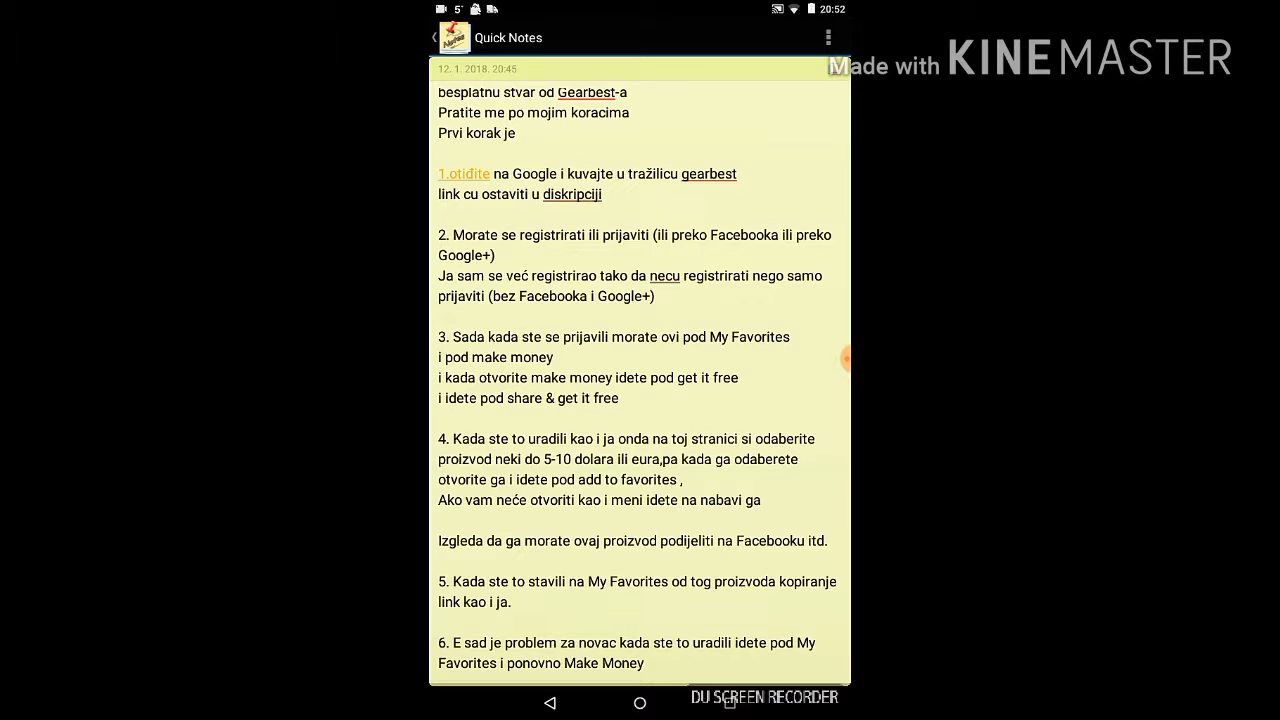 5° 20:52
Quick Notes
Made with KINEMASTER
12. 1. 2018. 20:45
besplatnu stvar od Gearbest-a
Pratite me po mojim koracima
Prvi korak je
1.otiđite na Google i kuvajte u tražilicu gearbest
link cu ostaviti u diskripciji
2. Morate se registrirati ili prijaviti (ili preko Facebooka ili preko
Google+)
Ja sam se već registrirao tako da necu registrirati nego samo
prijaviti (bez Facebooka i Google+)
3. Sada kada ste se prijavili morate ovi pod My Favorites
i pod make money
i kada otvorite make money idete pod get it free
i idete pod share & get it free
4. Kada ste to uradili kao i ja onda na toj stranici si odaberite
proizvod neki do 5-10 dolara ili eura,pa kada ga odaberete
otvorite ga i idete pod add to favorites ,
Ako vam neće otvoriti kao i meni idete na nabavi ga
Izgleda da ga morate ovaj proizvod podijeliti na Facebooku itd.
5. Kada ste to stavili na My Favorites od tog proizvoda kopiranje
link kao i ja.
6. E sad je problem za novac kada ste to uradili idete pod My
Favorites i ponovno Make Money
DU SCREEN RECORDER